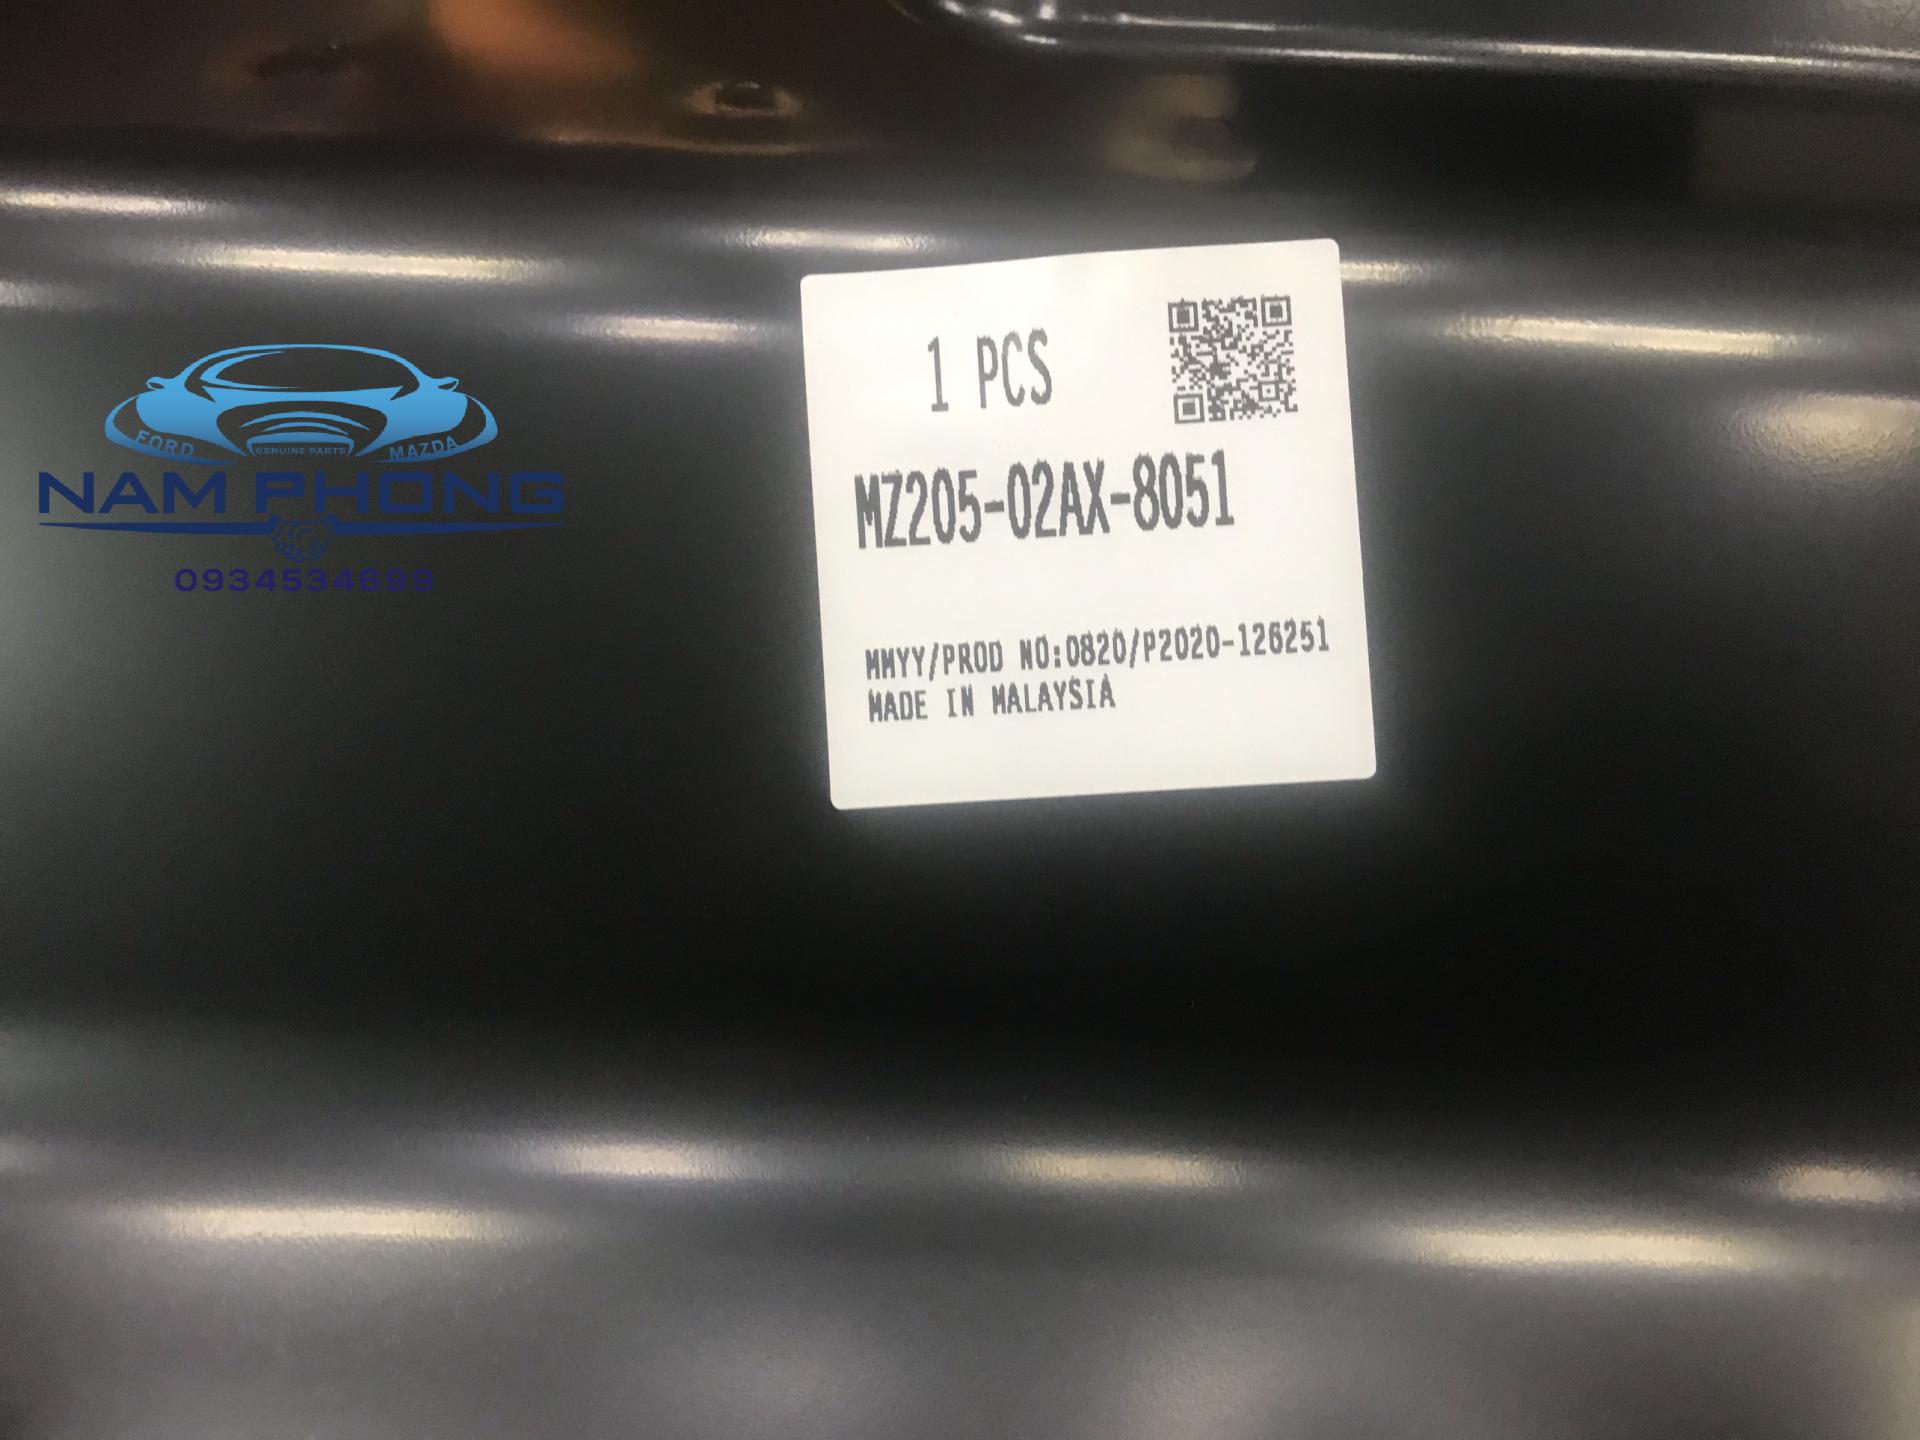 1 PCS
MZ205-02AX-8051
MMYY/PROD NO:0820/P2020-126251
MADE IN MALAYSIA
FORD
GENUINE PARTS
MAZDA
NAM PHONG
0934534699